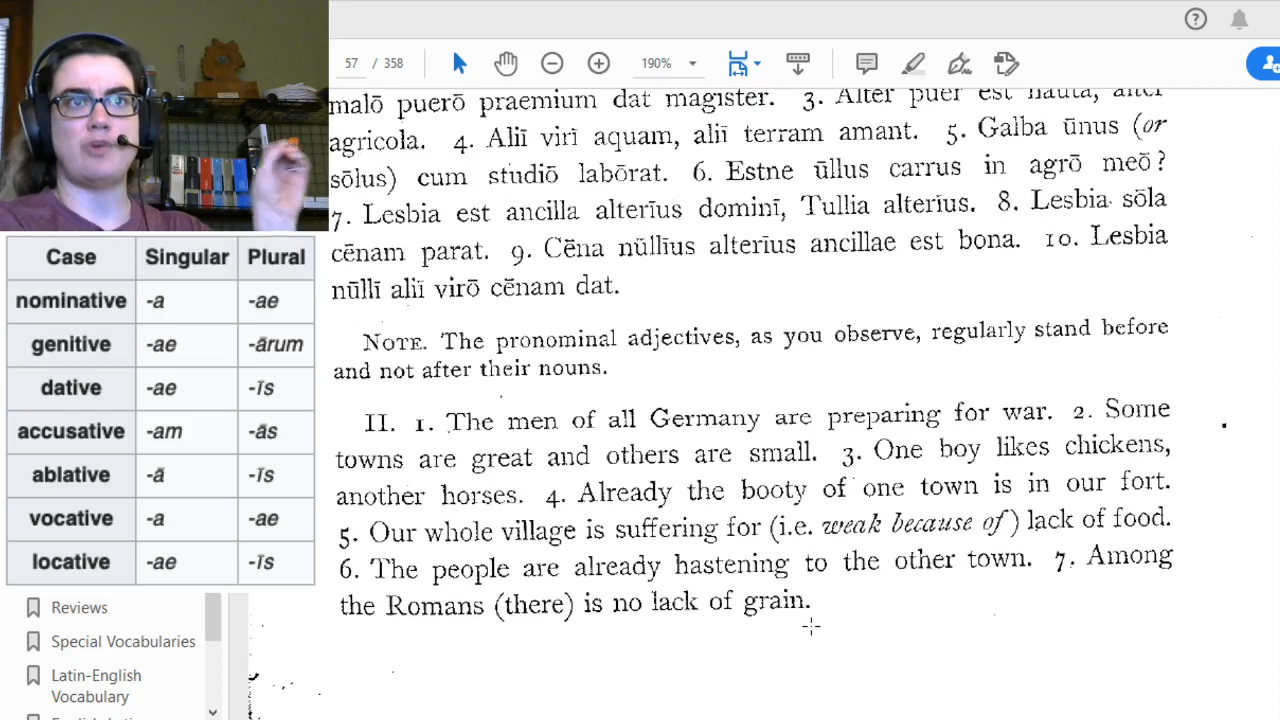 57 / 358
190%
malō puerō praemium dat magister. 3. Alter puer est nauta, alter
agricola. 4. Aliī virī aquam, aliī terram amant. 5. Galba ūnus (or
sōlus) cum studiō labōrat. 6. Estne ūllus carrus in agrō meō?
7. Lesbia est ancilla alterīus dominī, Tullia alterīus. 8. Lesbia sōla
cēnam parat. 9. Cēna nūllīus alterīus ancillae est bona. 10. Lesbia
nūllī aliī virō cēnam dat.
NOTE. The pronominal adjectives, as you observe, regularly stand before
and not after their nouns.
II. 1. The men of all Germany are preparing for war. 2. Some
towns are great and others are small. 3. One boy likes chickens,
another horses. 4. Already the booty of one town is in our fort.
5. Our whole village is suffering for (i.e. weak because of) lack of food.
6. The people are already hastening to the other town. 7. Among
the Romans (there) is no lack of grain.
Case Singular Plural
nominative -a -ae
genitive -ae -ārum
dative -ae -īs
accusative -am -ās
ablative -ā -īs
vocative -a -ae
locative -ae -īs
Reviews
Special Vocabularies
Latin-English
Vocabulary